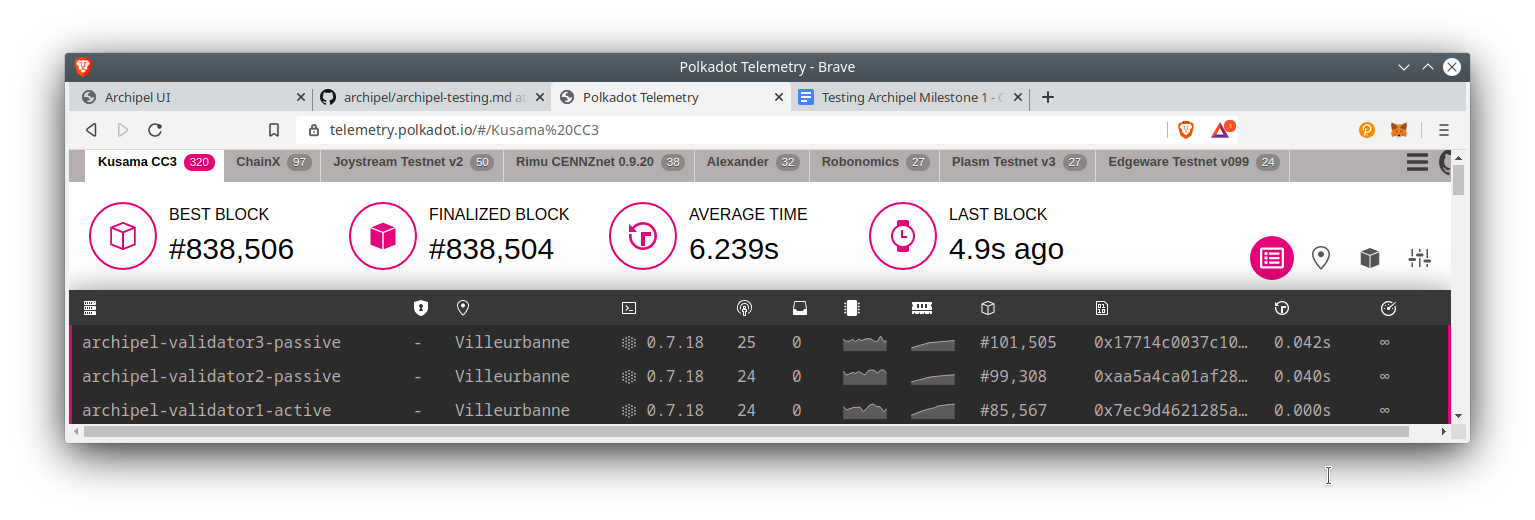 Polkadot Telemetry - Brave
Archipel UI
archipel/archipel-testing.md at
Polkadot Telemetry
Testing Archipel Milestone 1 - G
telemetry.polkadot.io/#/Kusama%20CC3
1
Kusama CC3 320
ChainX 97
Joystream Testnet v2 50
Rimu CENNZnet 0.9.20 38
Alexander 32
Robonomics 27
Plasm Testnet v3 27
Edgeware Testnet v099 24
BEST BLOCK
#838,506
FINALIZED BLOCK
#838,504
AVERAGE TIME
6.239s
LAST BLOCK
4.9s ago
archipel-validator3-passive - Villeurbanne 0.7.18 25 0 #101,505 0x17714c0037c10… 0.042s ∞
archipel-validator2-passive - Villeurbanne 0.7.18 24 0 #99,308 0xaa5a4ca01af28… 0.040s ∞
archipel-validator1-active - Villeurbanne 0.7.18 24 0 #85,567 0x7ec9d4621285a… 0.000s ∞